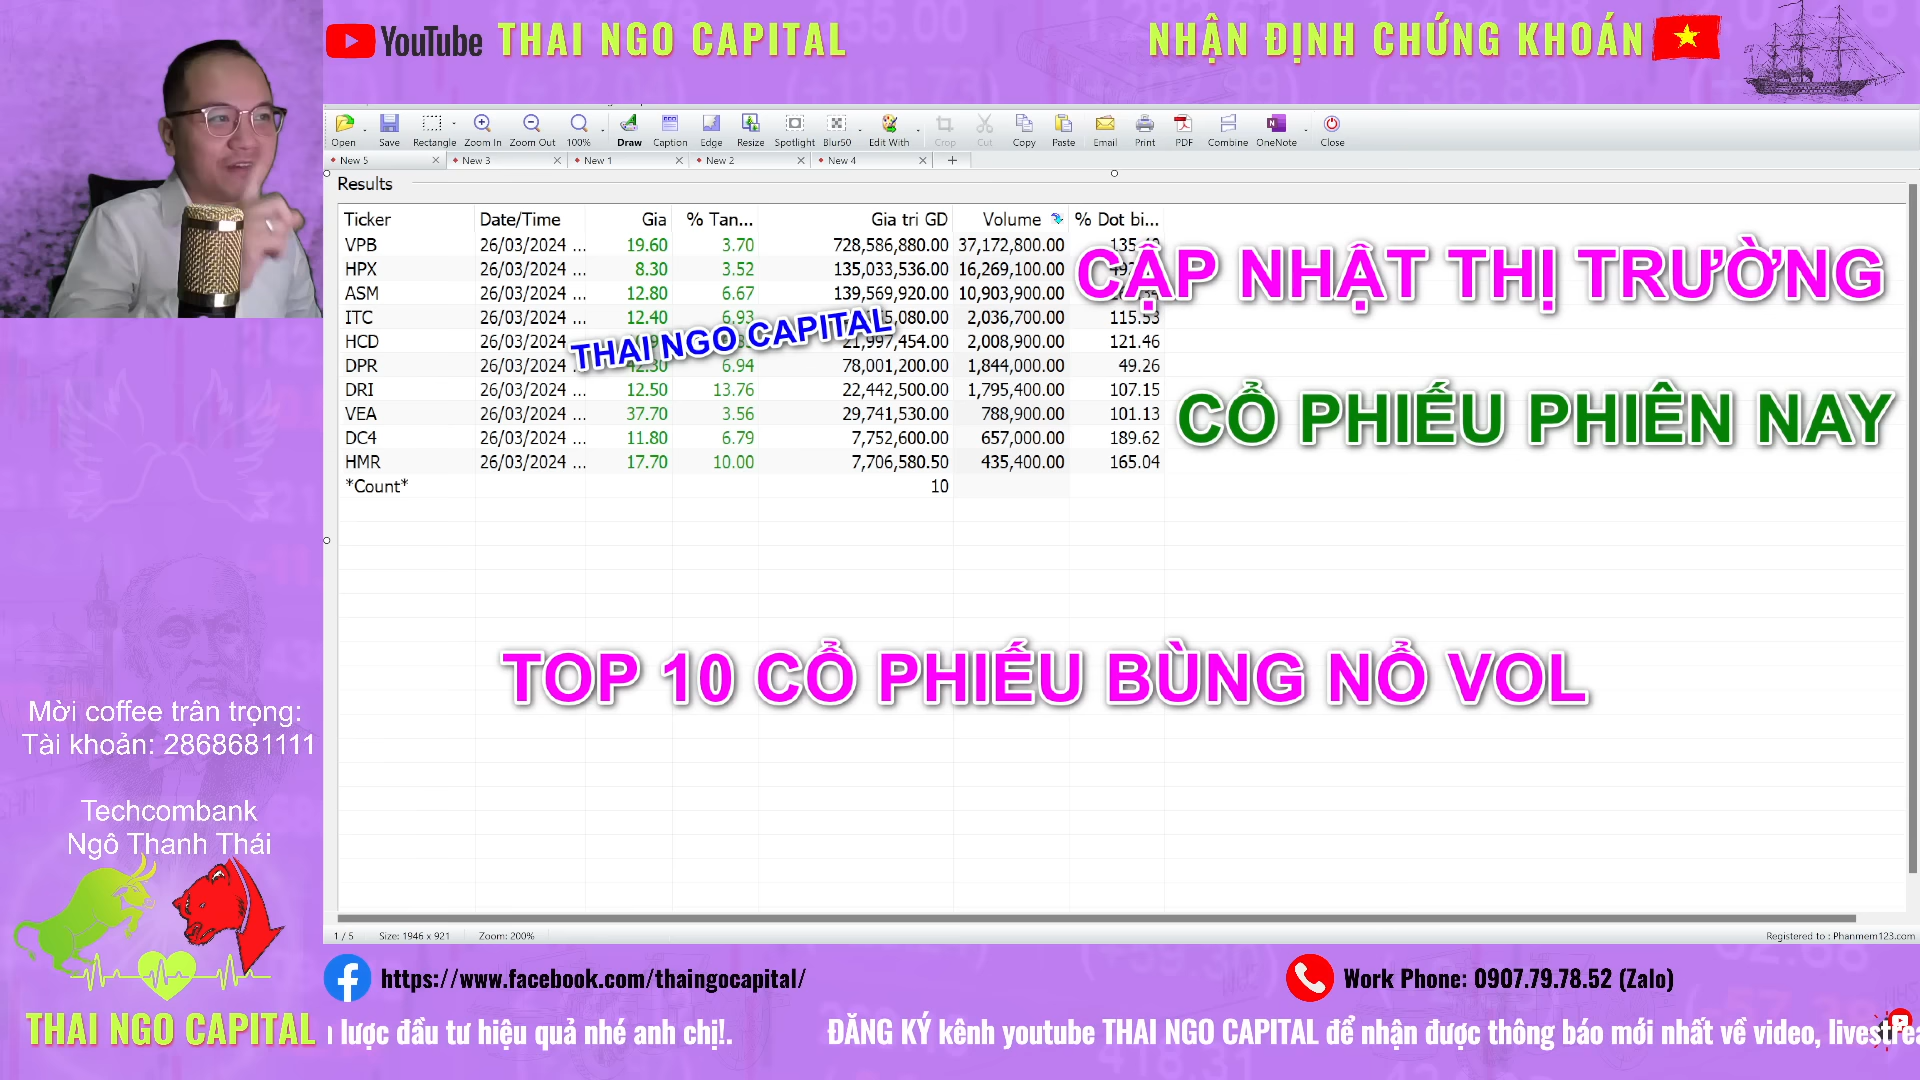 YouTube THAI NGO CAPITAL
NHẬN ĐỊNH CHỨNG KHOÁN
Open Save Rectangle Zoom In Zoom Out 100% Draw Caption Edge Resize Spotlight Blur50 Edit With Crop Cut Copy Paste Email Print PDF Combine OneNote Close
New 5 New 3 New 1 New 2 New 4
Results
Ticker Date/Time Gia % Tan... Gia tri GD Volume % Dot bi...
VPB 26/03/2024 ... 19.60 3.70 728,586,880.00 37,172,800.00
HPX 26/03/2024 ... 8.30 3.52 135,033,536.00 16,269,100.00
ASM 26/03/2024 ... 12.80 6.67 139,569,920.00 10,903,900.00
ITC 26/03/2024 ... 12.40 6.93 2,036,700.00 115.53
HCD 26/03/2024 21,997,454.00 2,008,900.00 121.46
DPR 26/03/2024 ... 42.30 6.94 78,001,200.00 1,844,000.00 49.26
DRI 26/03/2024 ... 12.50 13.76 22,442,500.00 1,795,400.00 107.15
VEA 26/03/2024 ... 37.70 3.56 29,741,530.00 788,900.00 101.13
DC4 26/03/2024 ... 11.80 6.79 7,752,600.00 657,000.00 189.62
HMR 26/03/2024 ... 17.70 10.00 7,706,580.50 435,400.00 165.04
*Count* 10
THAI NGO CAPITAL
CẬP NHẬT THỊ TRƯỜNG
CỔ PHIẾU PHIÊN NAY
TOP 10 CỔ PHIẾU BÙNG NỔ VOL
Mời coffee trân trọng:
Tài khoản: 2868681111
Techcombank
Ngô Thanh Thái
1 / 5 Size: 1946 x 921 Zoom: 200% Registered to : Phanmem123.com
https://www.facebook.com/thaingocapital/
Work Phone: 0907.79.78.52 (Zalo)
THAI NGO CAPITAL
lược đầu tư hiệu quả nhé anh chị!. ĐĂNG KÝ kênh youtube THAI NGO CAPITAL để nhận được thông báo mới nhất về video,